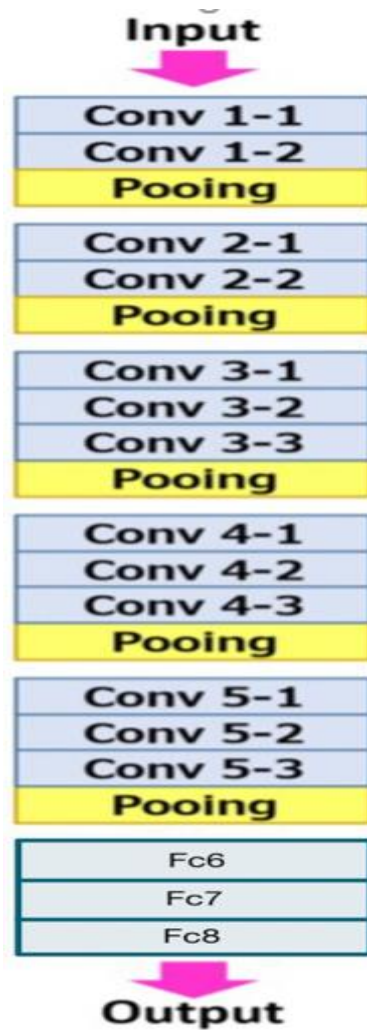 Input
Conv 1-1
Conv 1-2
Pooing
Conv 2-1
Conv 2-2
Pooing
Conv 3-1
Conv 3-2
Conv 3-3
Pooing
Conv 4-1
Conv 4-2
Conv 4-3
Pooing
Conv 5-1
Conv 5-2
Conv 5-3
Pooing
Fc6
Fc7
Fc8
Output